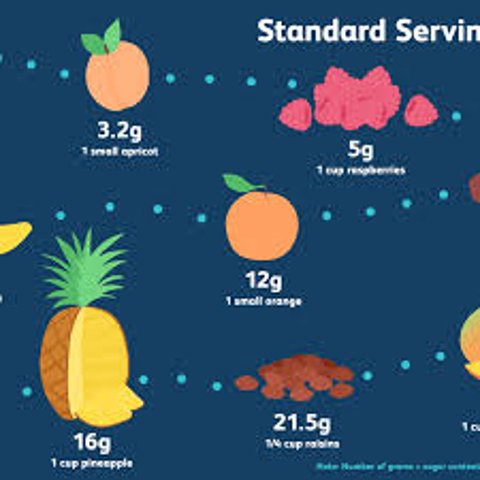 Standard Servin
3.2g
1 small apricot
5g
1 cup raspberries
12g
1 small orange
16g
1 cup pineapple
21.5g
1/4 cup raisins
1 cu
Note: Number of grams = sugar content